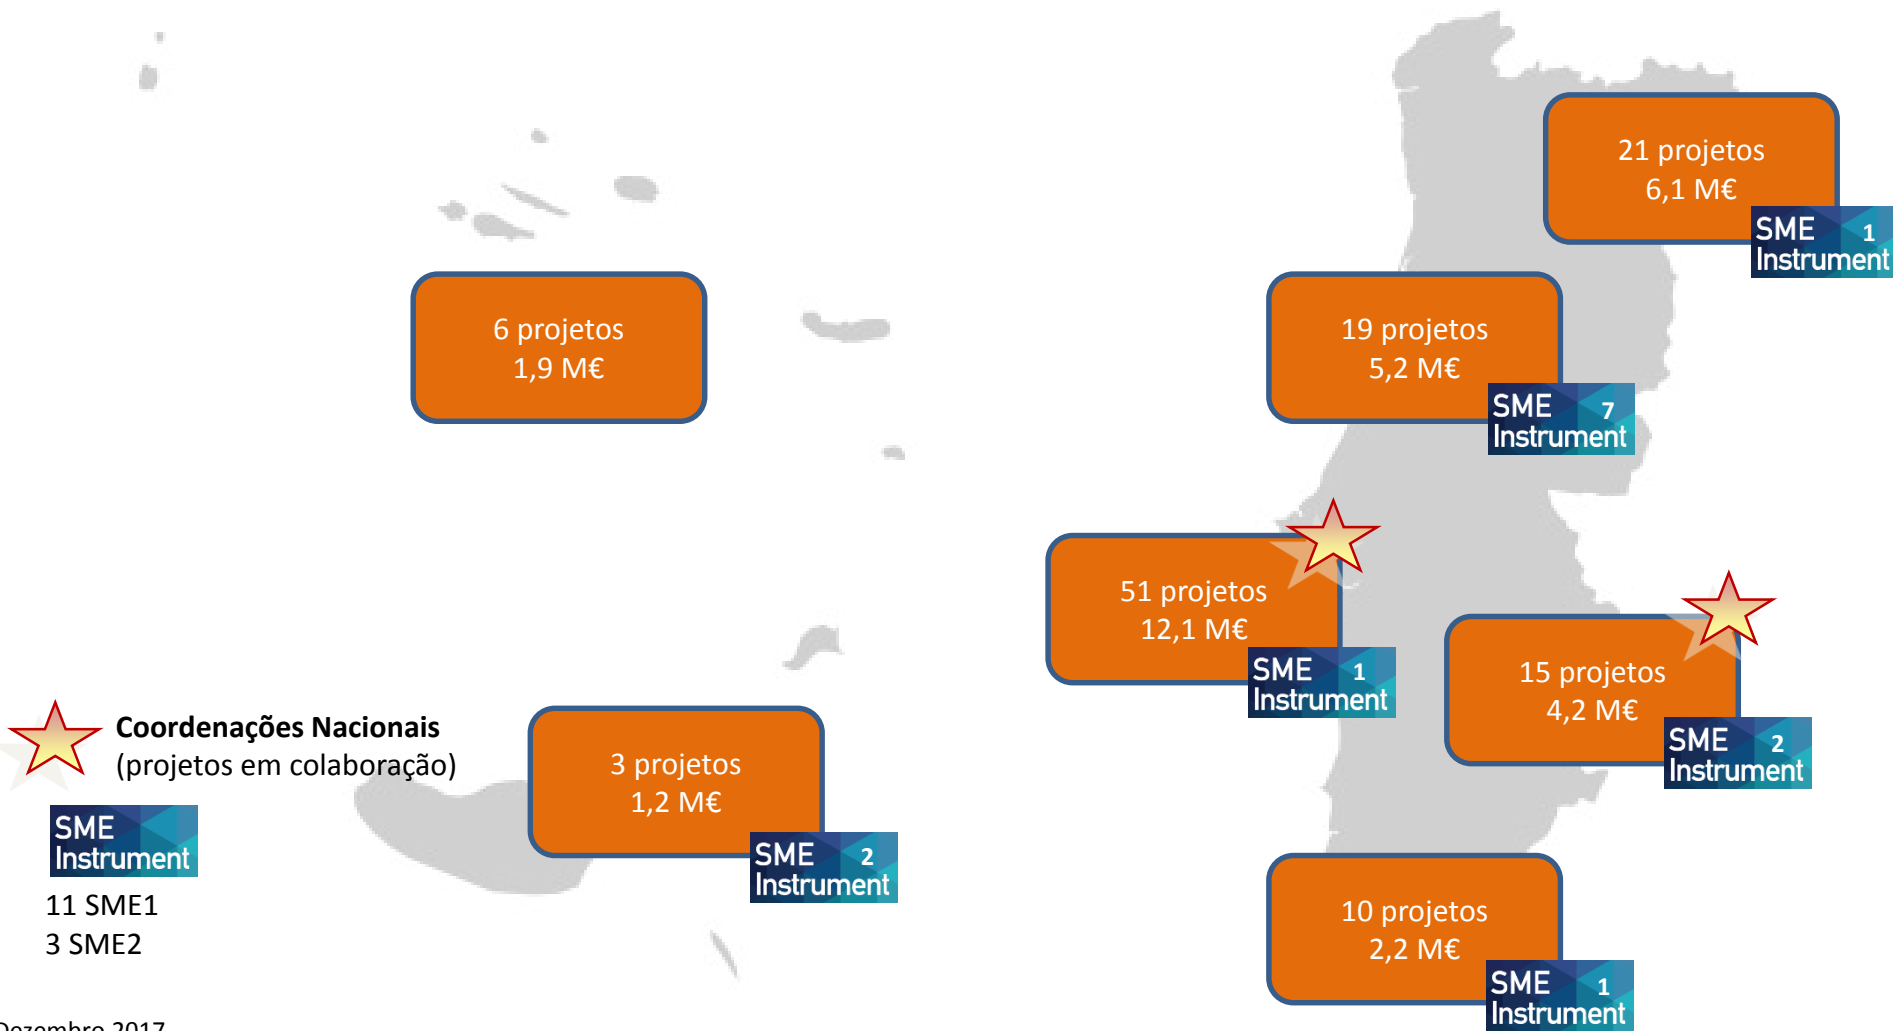 21 projetos
6,1 M€
SME 1
Instrument
6 projetos
1,9 M€
19 projetos
5,2 M€
SME 7
Instrument
51 projetos
12,1 M€
SME 1
Instrument
15 projetos
4,2 M€
SME 2
Instrument
Coordenações Nacionais
(projetos em colaboração)
SME
Instrument
11 SME1
3 SME2
3 projetos
1,2 M€
SME 2
Instrument
10 projetos
2,2 M€
SME 1
Instrument
Dezembro 2017